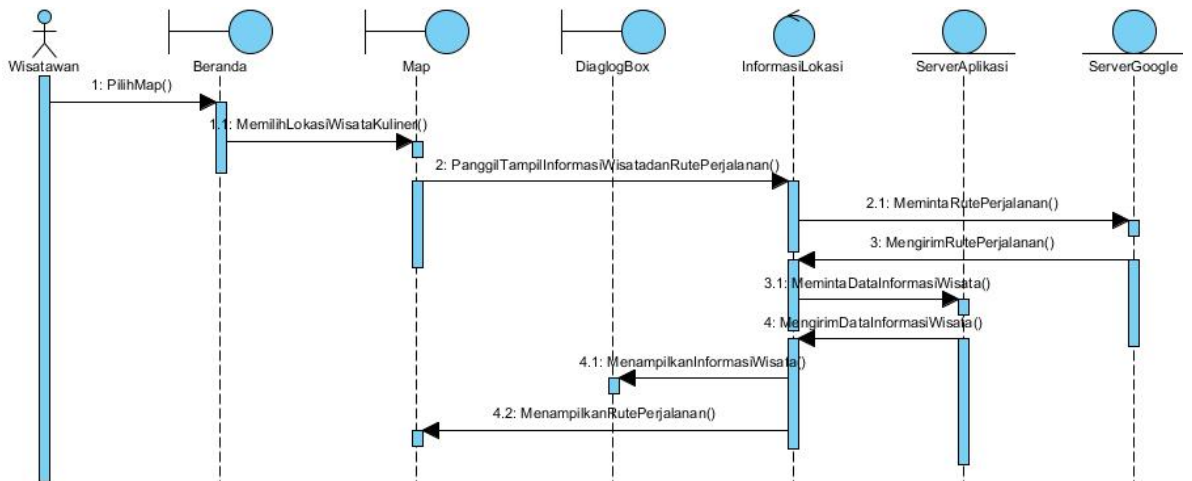 Wisatawan
Beranda
Map
DiaglogBox
InformasiLokasi
ServerAplikasi
ServerGoogle
1: PilihMap()
1.1: MemilihLokasiWisataKuliner()
2: PanggilTampilInformasiWisatadanRutePerjalanan()
2.1: MemintaRutePerjalanan()
3: MengirimRutePerjalanan()
3.1: MemintaDataInformasiWisata()
4: MengirimDataInformasiWisata()
4.1: MenampilkanInformasiWisata()
4.2: MenampilkanRutePerjalanan()